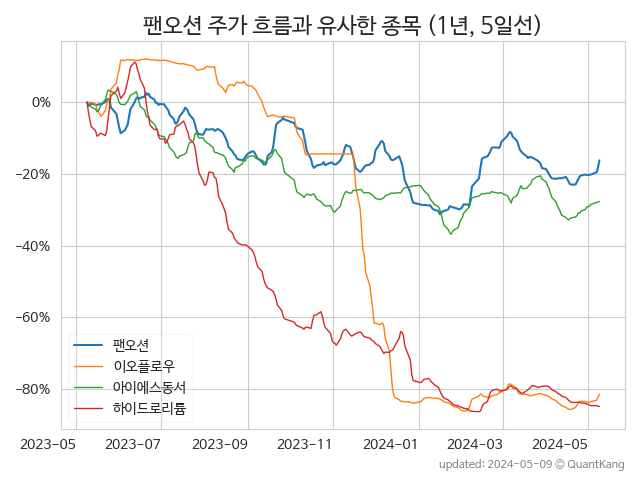 팬오션 주가 흐름과 유사한 종목 (1년, 5일선)
0%
−20%
−40%
−60%
−80%
팬오션
이오플로우
아이에스동서
하이드로리튬
2023-05 2023-07 2023-09 2023-11 2024-01 2024-03 2024-05
updated: 2024-05-09 © QuantKang